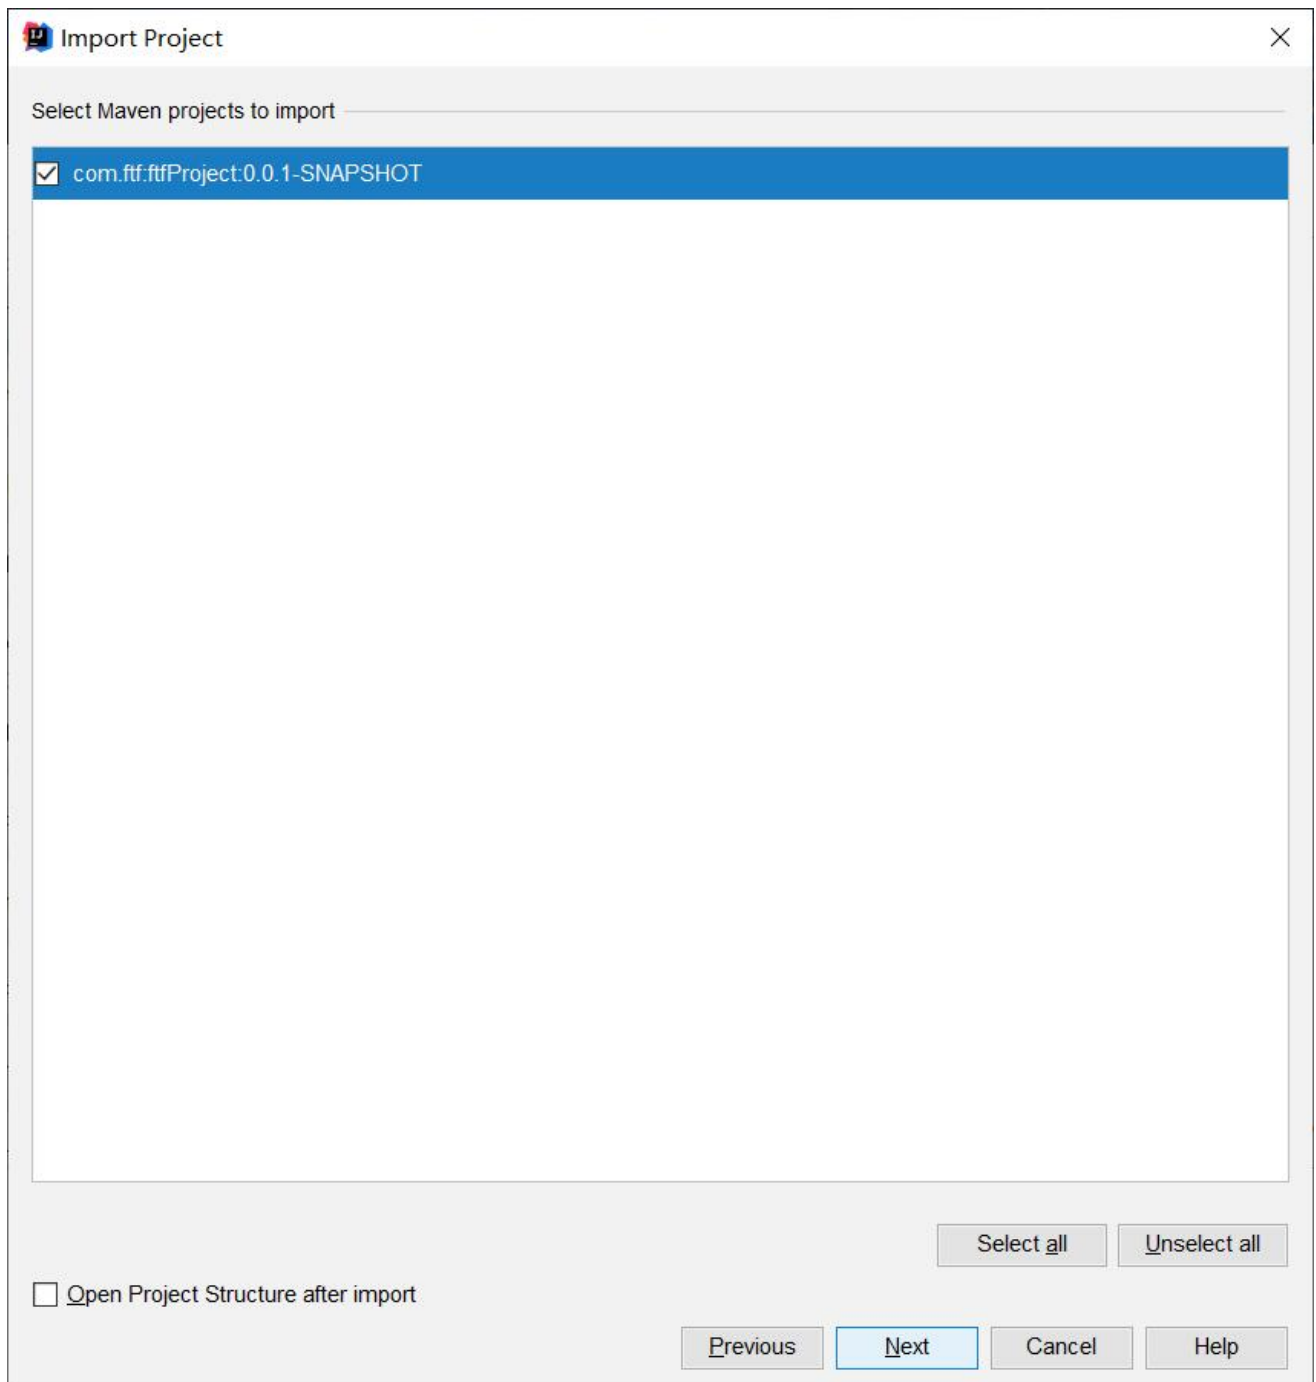 Import Project
Select Maven projects to import
com.ftf:ftfProject:0.0.1-SNAPSHOT
Select all Unselect all
Open Project Structure after import
Previous Next Cancel Help